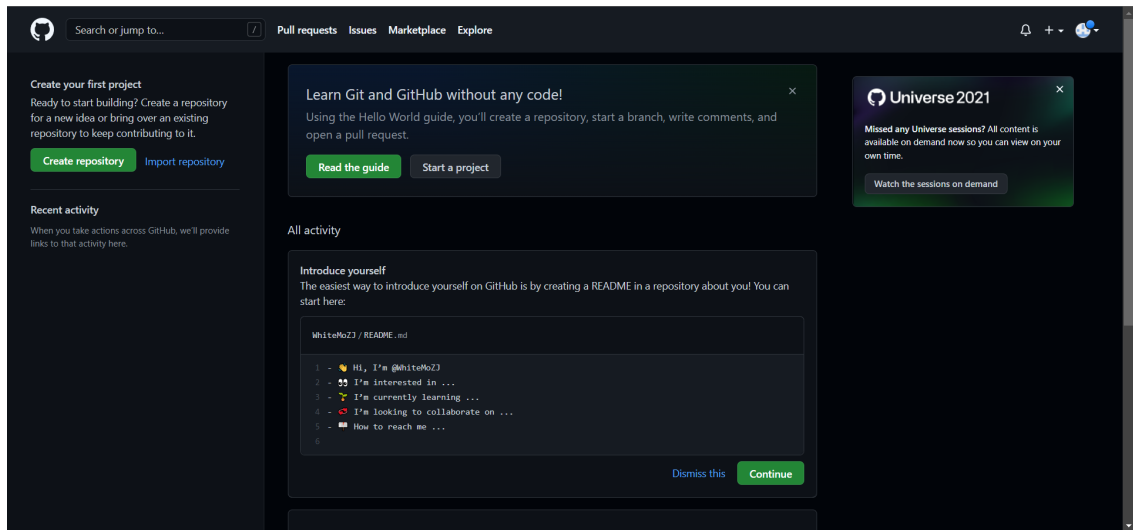 Search or jump to...
/
Pull requests Issues Marketplace Explore
Create your first project
Ready to start building? Create a repository
for a new idea or bring over an existing
repository to keep contributing to it.
Create repository Import repository
Recent activity
When you take actions across GitHub, we'll provide
links to that activity here.
Learn Git and GitHub without any code!
Using the Hello World guide, you'll create a repository, start a branch, write comments, and
open a pull request.
Read the guide Start a project
All activity
Introduce yourself
The easiest way to introduce yourself on GitHub is by creating a README in a repository about you! You can
start here:
WhiteMoZJ / README.md
1 - 👋 Hi, I'm @WhiteMoZJ
2 - 👀 I'm interested in ...
3 - 🌱 I'm currently learning ...
4 - 💞️ I'm looking to collaborate on ...
5 - 📫 How to reach me ...
6
Dismiss this Continue
Universe 2021
Missed any Universe sessions? All content is
available on demand now so you can view on your
own time.
Watch the sessions on demand